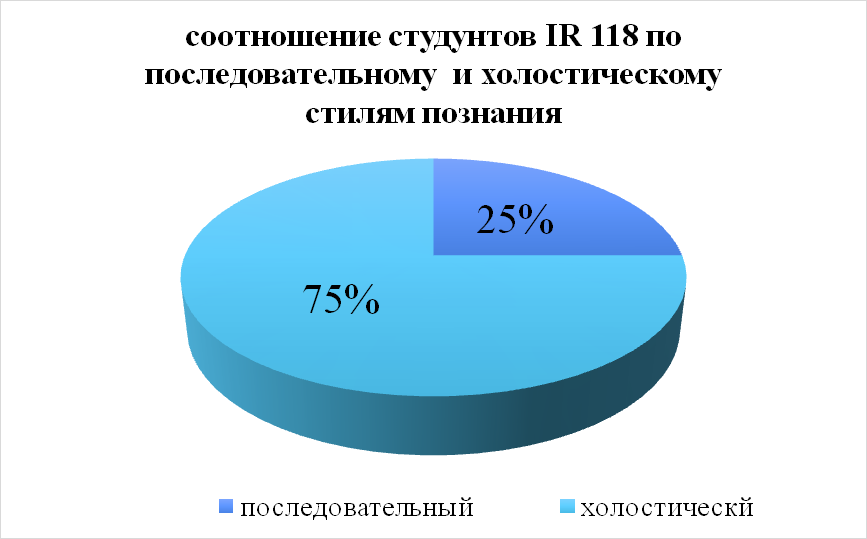 соотношение студунтов IR 118 по
последовательному и холостическому
стилям познания
25%
75%
последовательный
холостическй